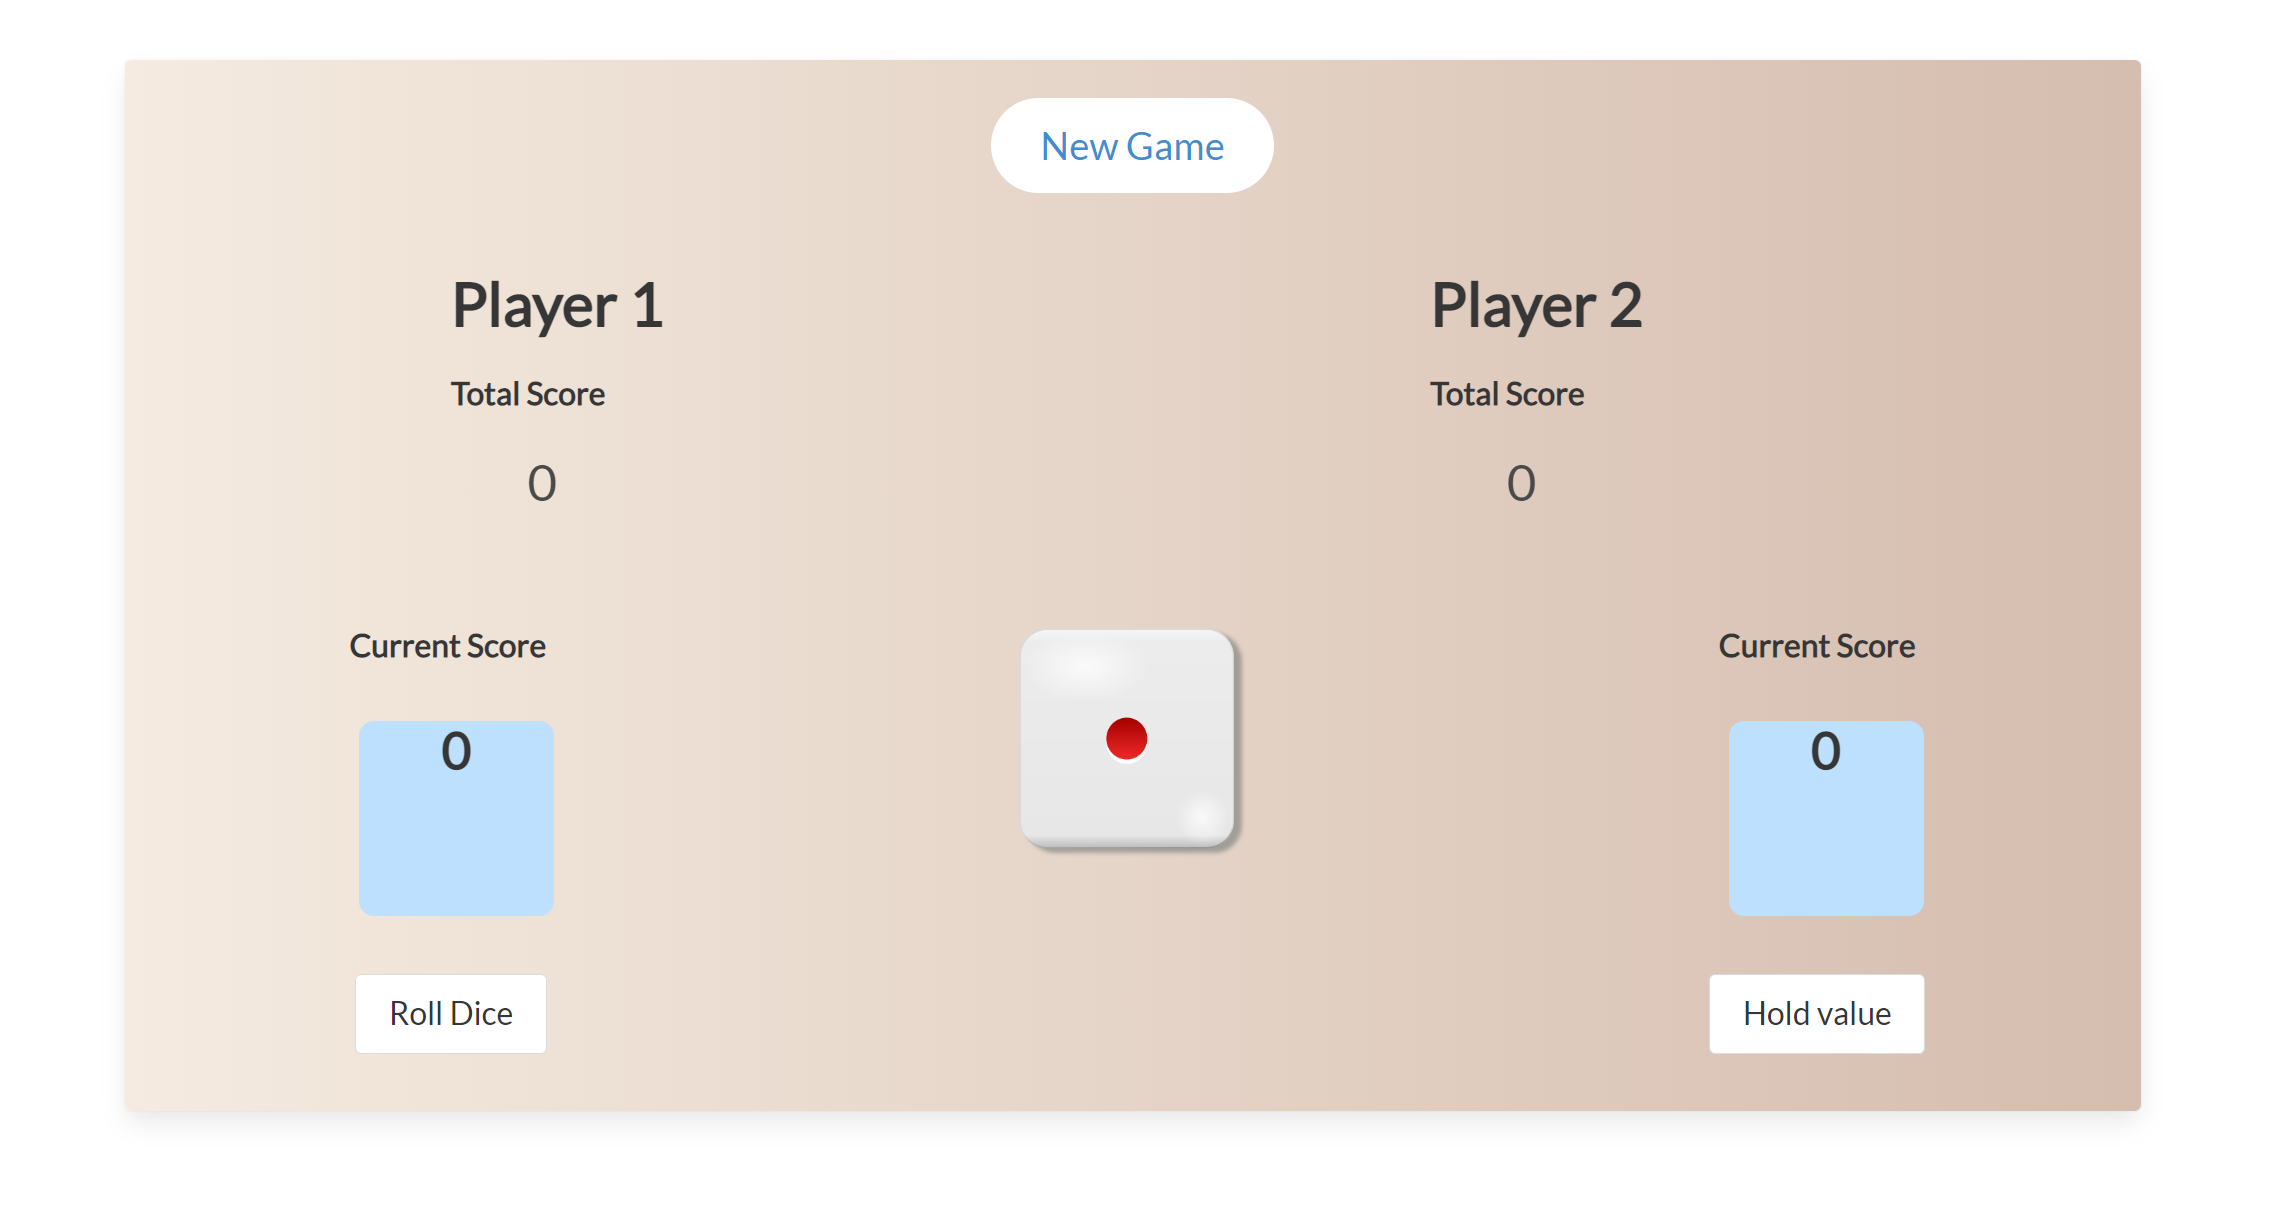 New Game
Player 1
Player 2
Total Score
Total Score
0
0
Current Score
Current Score
0
0
Roll Dice
Hold value